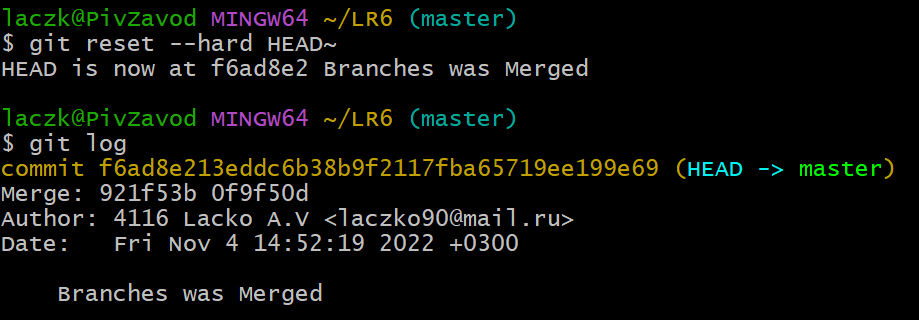 laczk@PivZavod MINGW64 ~/LR6 (master)
$ git reset --hard HEAD~
HEAD is now at f6ad8e2 Branches was Merged
laczk@PivZavod MINGW64 ~/LR6 (master)
$ git log
commit f6ad8e213eddc6b38b9f2117fba65719ee199e69 (HEAD -> master)
Merge: 921f53b 0f9f50d
Author: 4116 Lacko A.V <laczko90@mail.ru>
Date:   Fri Nov 4 14:52:19 2022 +0300
    Branches was Merged